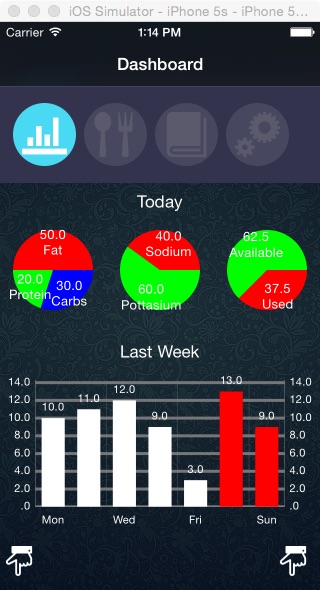 iOS Simulator - iPhone 5s - iPhone 5...
Carrier 1:14 PM
Dashboard
Today
50.0
Fat
20.0
Protein
30.0
Carbs
40.0
Sodium
60.0
Pottasium
62.5
Available
37.5
Used
Last Week
14.0
12.0
10.0
8.0
6.0
4.0
2.0
.0
10.0
11.0
12.0
9.0
3.0
13.0
9.0
14.0
12.0
10.0
8.0
6.0
4.0
2.0
.0
Mon Wed Fri Sun